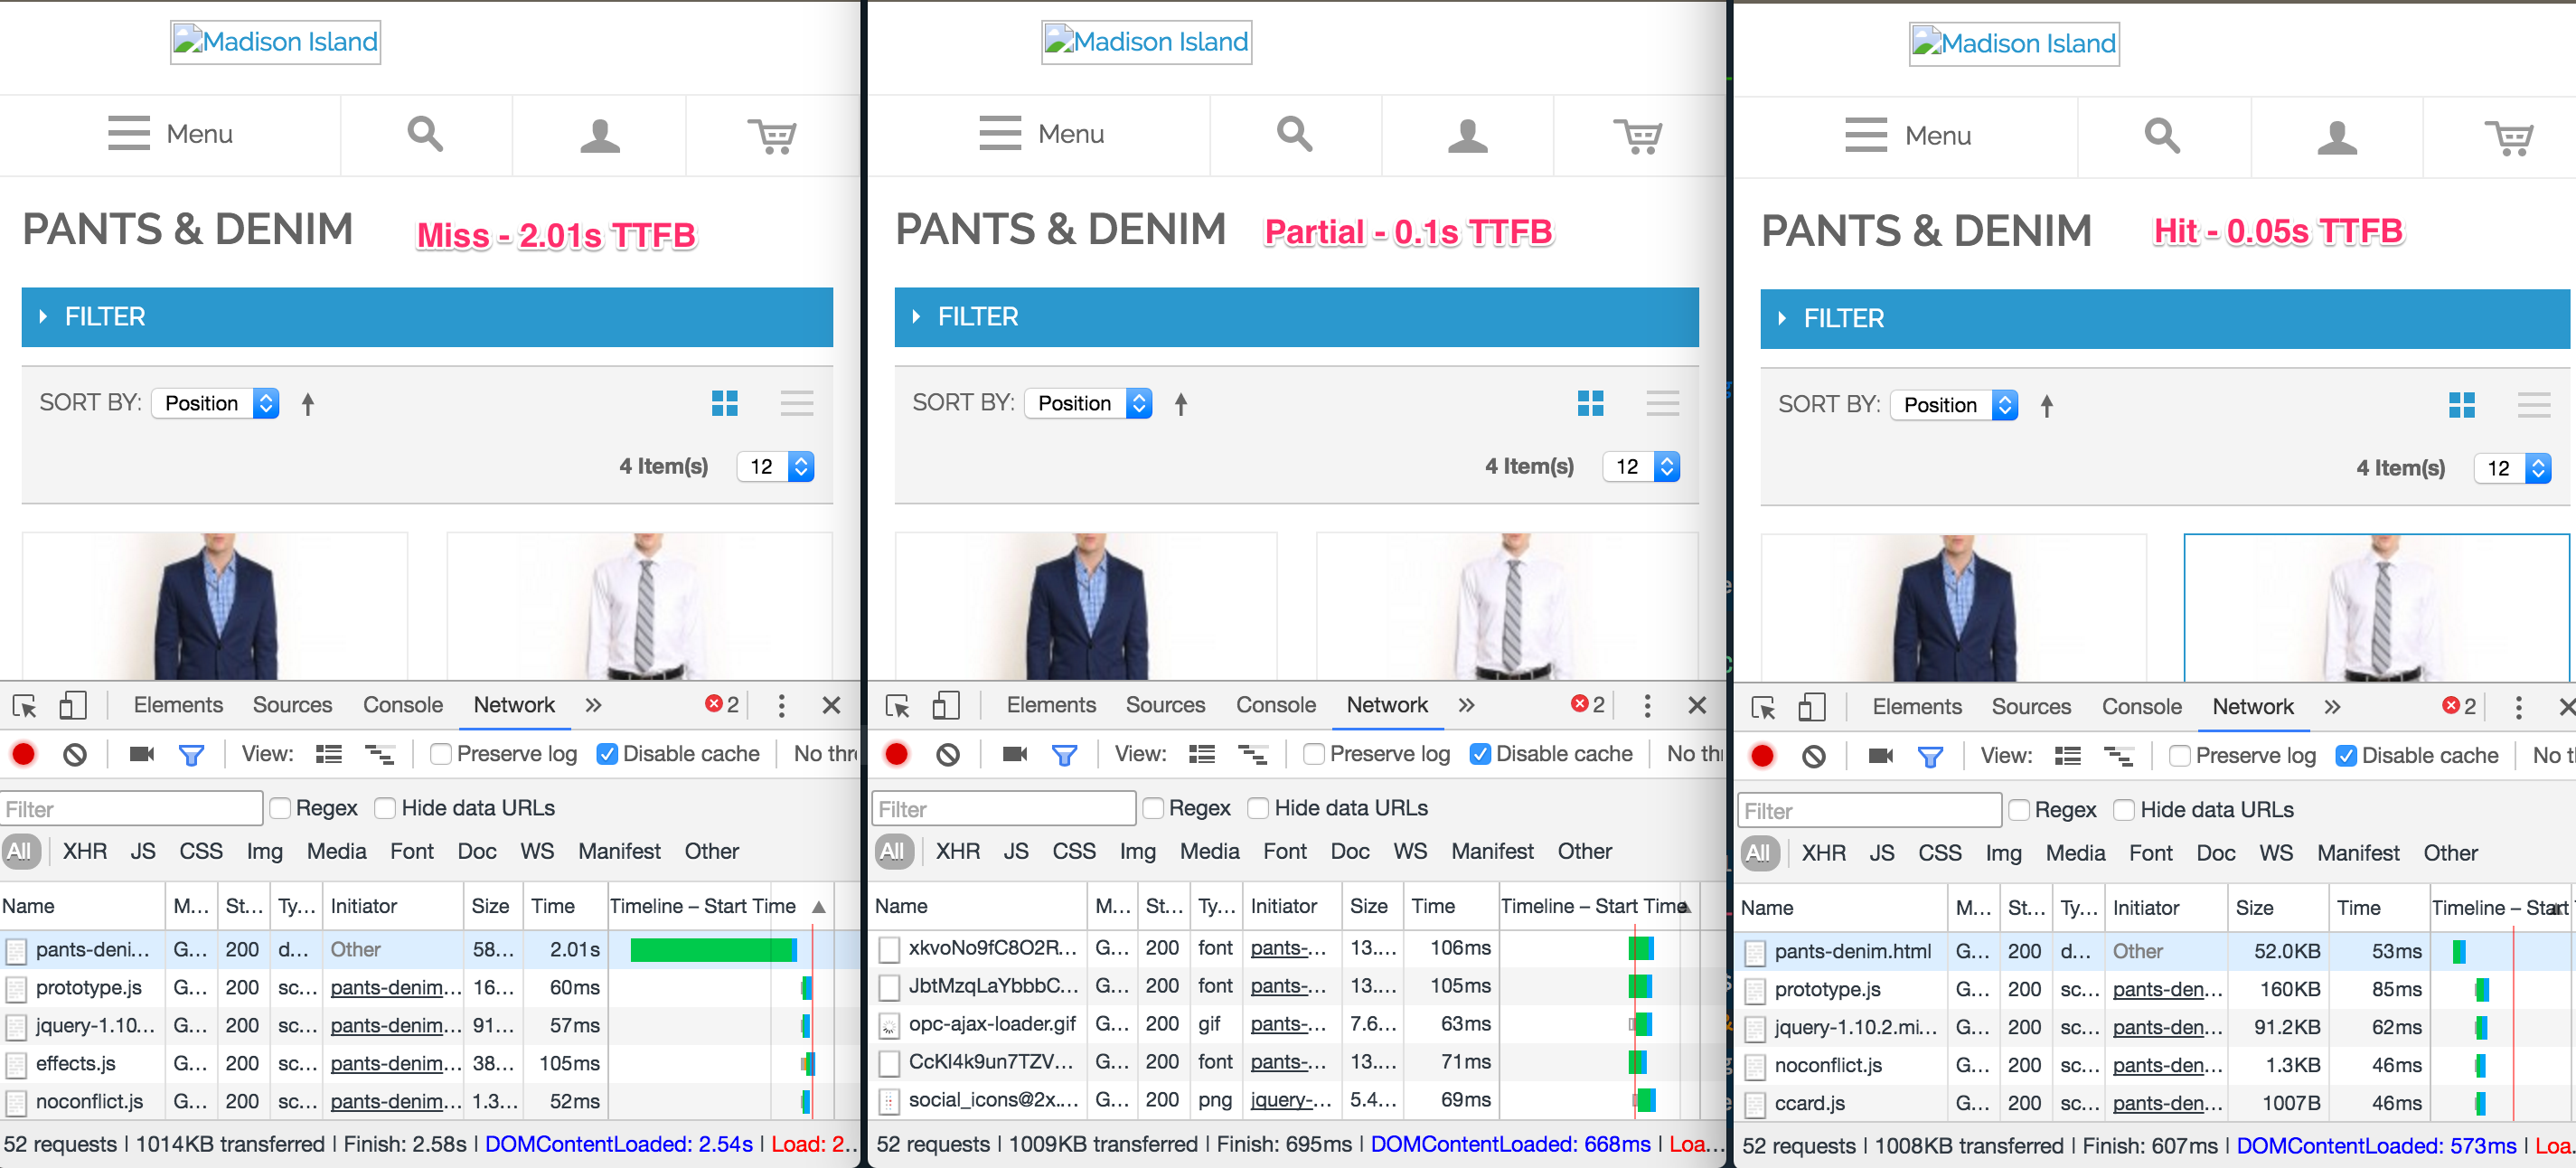 Madison Island
Menu
PANTS & DENIM
Miss - 2.01s TTFB
FILTER
SORT BY: Position
4 Item(s) 12
Elements Sources Console Network » 2
View: Preserve log Disable cache No thr
Filter Regex Hide data URLs
All XHR JS CSS Img Media Font Doc WS Manifest Other
Name M... St... Ty... Initiator Size Time Timeline – Start Time
pants-deni... G... 200 d... Other 58... 2.01s
prototype.js G... 200 sc... pants-denim... 16... 60ms
jquery-1.10... G... 200 sc... pants-denim... 91... 57ms
effects.js G... 200 sc... pants-denim... 38... 105ms
noconflict.js G... 200 sc... pants-denim... 1.3... 52ms
52 requests | 1014KB transferred | Finish: 2.58s | DOMContentLoaded: 2.54s | Load: 2...
Madison Island
Menu
PANTS & DENIM
Partial - 0.1s TTFB
FILTER
SORT BY: Position
4 Item(s) 12
Elements Sources Console Network » 2
View: Preserve log Disable cache No th
Filter Regex Hide data URLs
All XHR JS CSS Img Media Font Doc WS Manifest Other
Name M... St... Ty... Initiator Size Time Timeline – Start Time
xkvoNo9fC8O2R... G... 200 font pants-... 13.... 106ms
JbtMzqLaYbbbC... G... 200 font pants-... 13.... 105ms
opc-ajax-loader.gif G... 200 gif pants-... 7.6... 63ms
CcKI4k9un7TZV... G... 200 font pants-... 13.... 71ms
social_icons@2x.... G... 200 png jquery-... 5.4... 69ms
52 requests | 1009KB transferred | Finish: 695ms | DOMContentLoaded: 668ms | Loa...
Madison Island
Menu
PANTS & DENIM
Hit - 0.05s TTFB
FILTER
SORT BY: Position
4 Item(s) 12
Elements Sources Console Network » 2
View: Preserve log Disable cache No t
Filter Regex Hide data URLs
All XHR JS CSS Img Media Font Doc WS Manifest Other
Name M... St... Ty... Initiator Size Time Timeline – Start
pants-denim.html G... 200 d... Other 52.0KB 53ms
prototype.js G... 200 sc... pants-den... 160KB 85ms
jquery-1.10.2.mi... G... 200 sc... pants-den... 91.2KB 62ms
noconflict.js G... 200 sc... pants-den... 1.3KB 46ms
ccard.js G... 200 sc... pants-den... 1007B 46ms
52 requests | 1008KB transferred | Finish: 607ms | DOMContentLoaded: 573ms | Loa